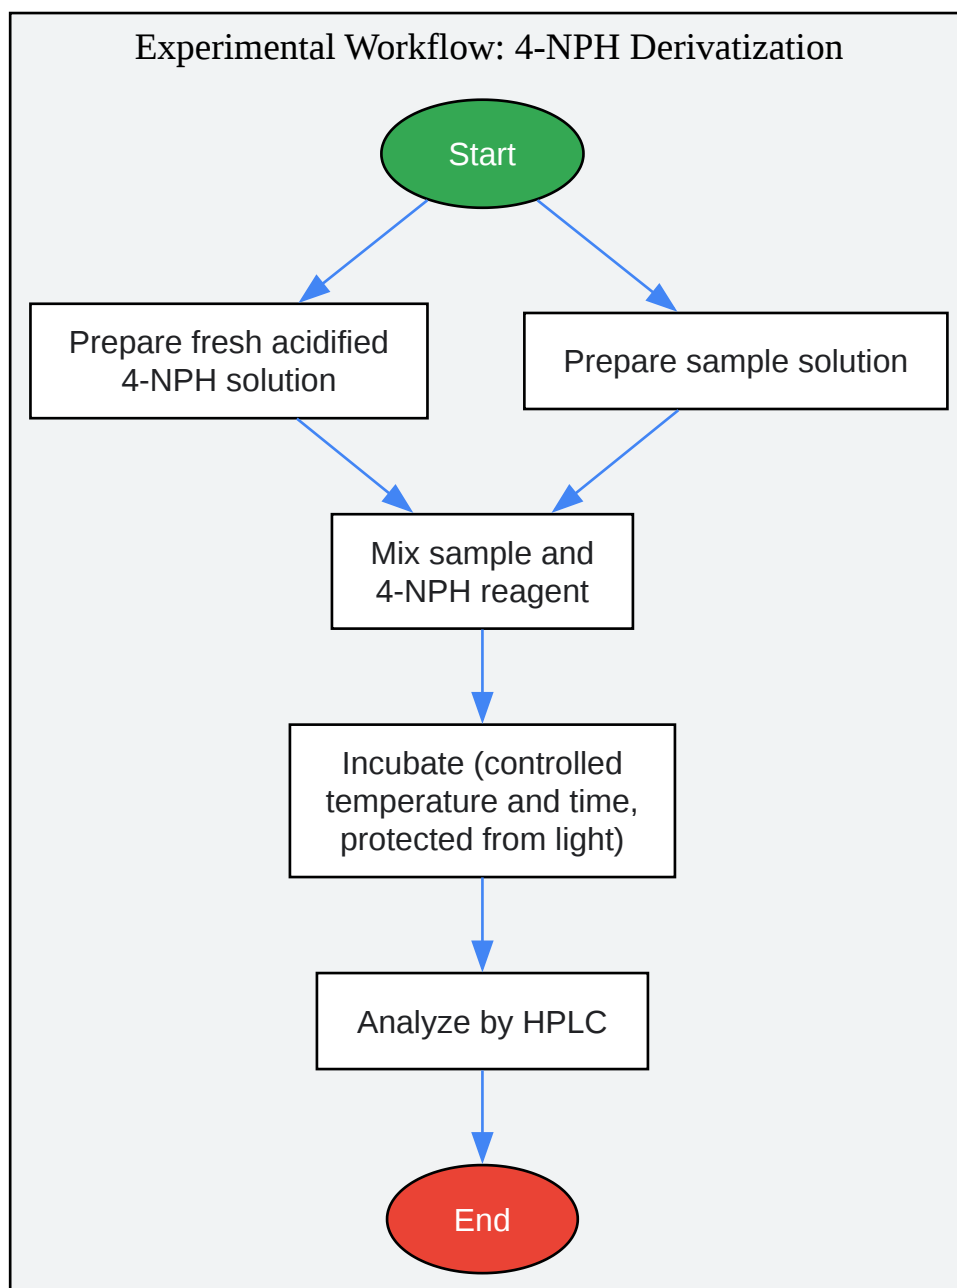 Experimental Workflow: 4-NPH Derivatization
Start
Prepare fresh acidified
4-NPH solution
Prepare sample solution
Mix sample and
4-NPH reagent
Incubate (controlled
temperature and time,
protected from light)
Analyze by HPLC
End